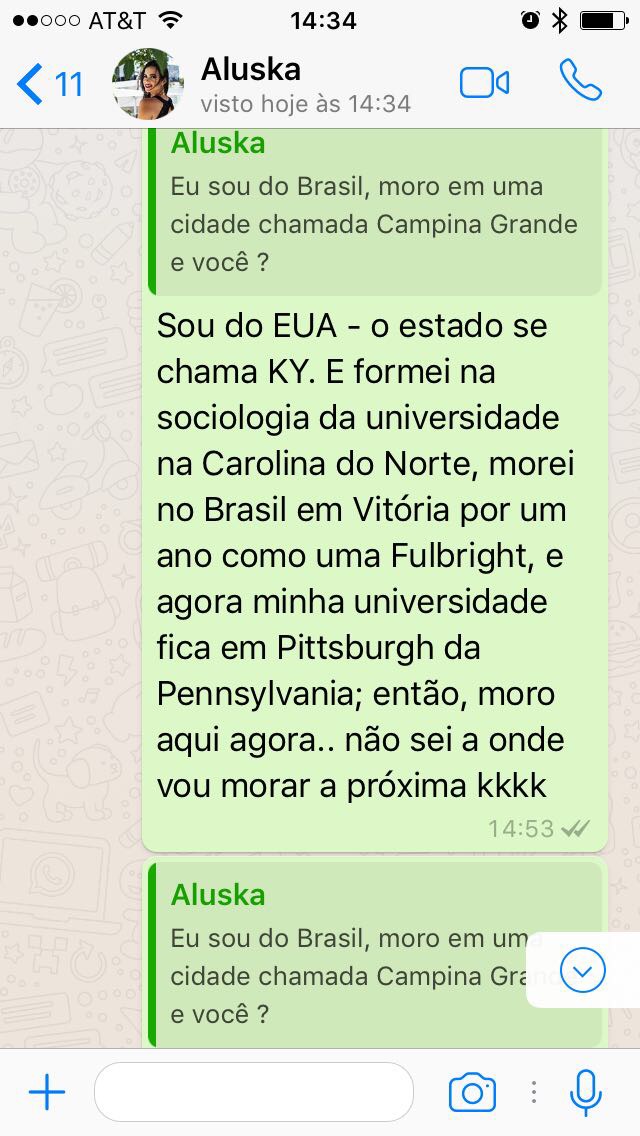 AT&T 14:34
11 Aluska
visto hoje às 14:34
Aluska
Eu sou do Brasil, moro em uma
cidade chamada Campina Grande
e você ?
Sou do EUA - o estado se
chama KY. E formei na
sociologia da universidade
na Carolina do Norte, morei
no Brasil em Vitória por um
ano como uma Fulbright, e
agora minha universidade
fica em Pittsburgh da
Pennsylvania; então, moro
aqui agora.. não sei a onde
vou morar a próxima kkkk
14:53
Aluska
Eu sou do Brasil, moro em uma
cidade chamada Campina Grande
e você ?